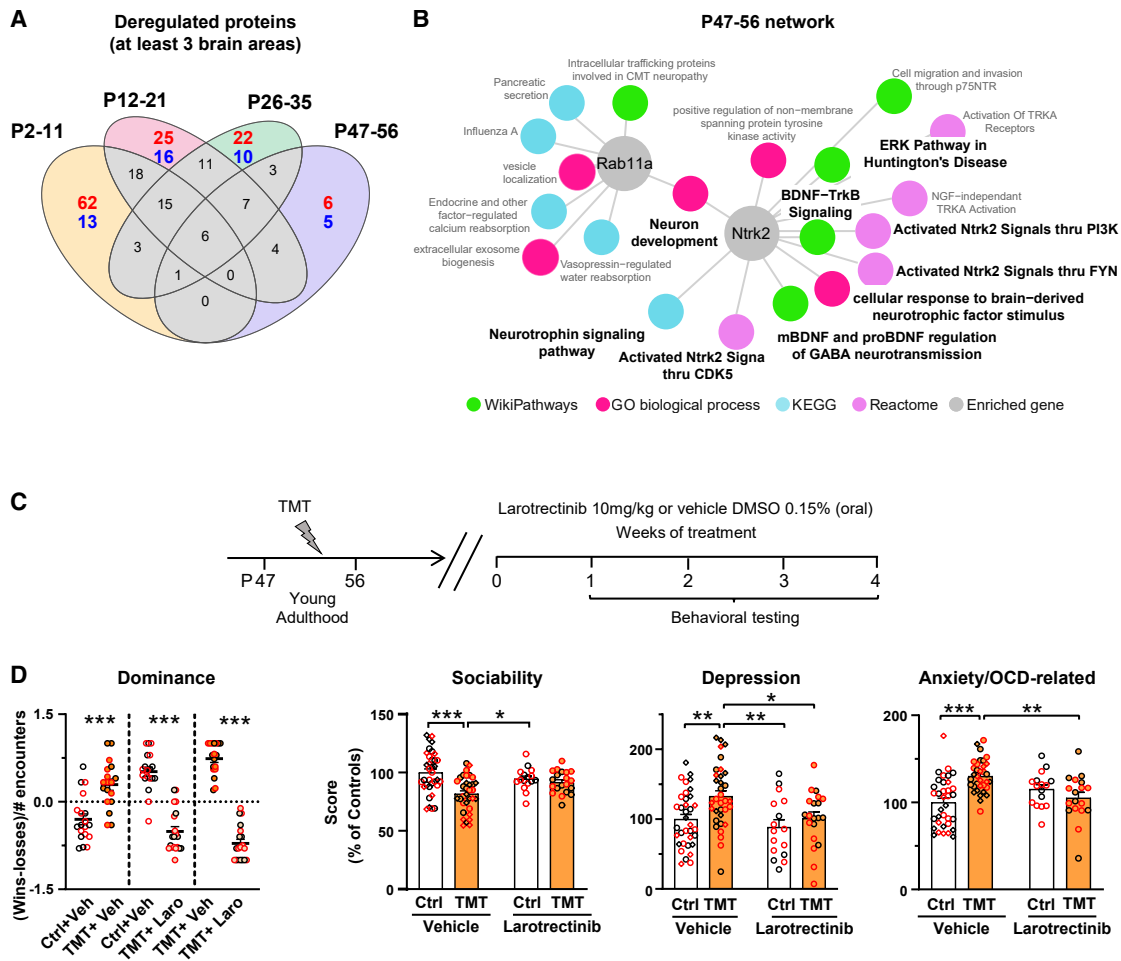 A
Deregulated proteins
(at least 3 brain areas)
P2-11
P12-21
P26-35
P47-56
62
13
25
16
22
10
6
5
18
11
3
15
7
6
3
4
1
0
0
B
P47-56 network
Intracellular trafficking proteins
involved in CMT neuropathy
Pancreatic
secretion
Influenza A
vesicle
localization
Endocrine and other
factor-regulated
calcium reabsorption
extracellular exosome
biogenesis
Vasopressin-regulated
water reabsorption
Rab11a
Neuron
development
positive regulation of non-membrane
spanning protein tyrosine
kinase activity
Cell migration and invasion
through p75NTR
Activation Of TRKA
Receptors
ERK Pathway in
Huntington's Disease
BDNF-TrkB
Signaling
NGF-independent
TRKA Activation
Ntrk2
Activated Ntrk2 Signals thru PI3K
Activated Ntrk2 Signals thru FYN
cellular response to brain-derived
neurotrophic factor stimulus
mBDNF and proBDNF regulation
of GABA neurotransmission
Neurotrophin signaling
pathway
Activated Ntrk2 Signa
thru CDK5
WikiPathways GO biological process KEGG Reactome Enriched gene
C
TMT
P47 56
Young
Adulthood
Larotrectinib 10mg/kg or vehicle DMSO 0.15% (oral)
Weeks of treatment
0 1 2 3 4
Behavioral testing
D
Dominance
(Wins-losses)/# encounters
1.5
0.0
-1.5
*** *** ***
Ctrl+Veh
TMT+ Veh
Ctrl+Veh
TMT+ Laro
TMT+ Veh
TMT+ Laro
Sociability
Score
(% of Controls)
150
100
50
0
*** *
Ctrl TMT Ctrl TMT
Vehicle Larotrectinib
Depression
200
100
0
*
** **
Ctrl TMT Ctrl TMT
Vehicle Larotrectinib
Anxiety/OCD-related
200
100
0
*** **
Ctrl TMT Ctrl TMT
Vehicle Larotrectinib